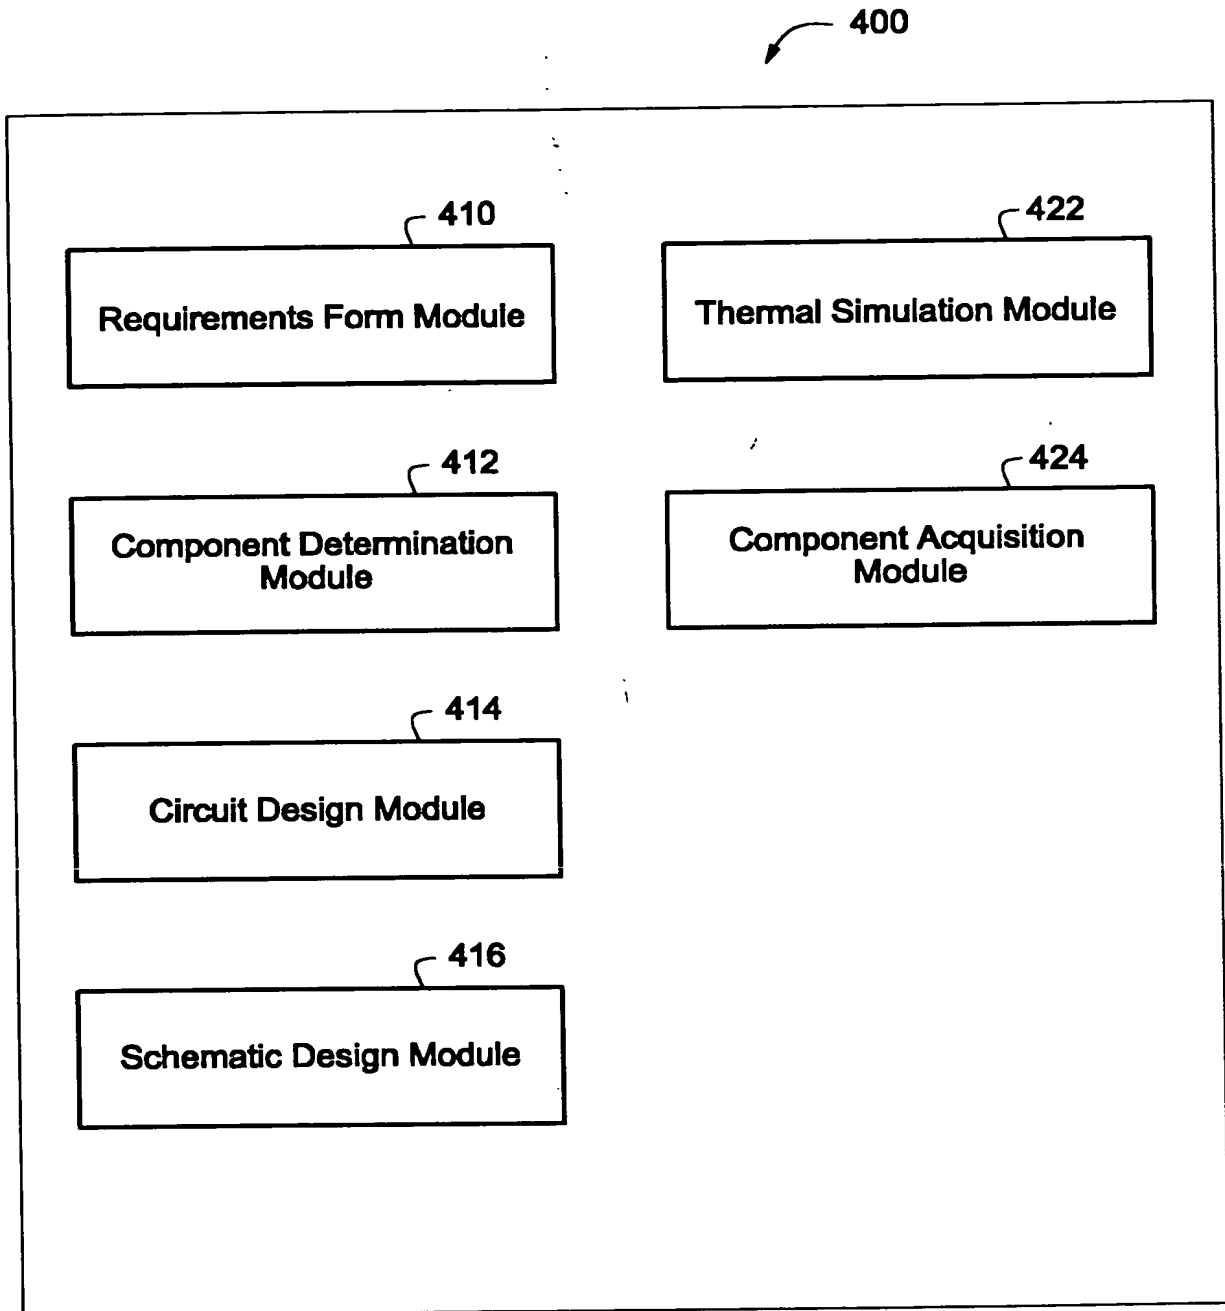 400
410
Requirements Form Module
422
Thermal Simulation Module
412
Component Determination
Module
424
Component Acquisition
Module
414
Circuit Design Module
416
Schematic Design Module